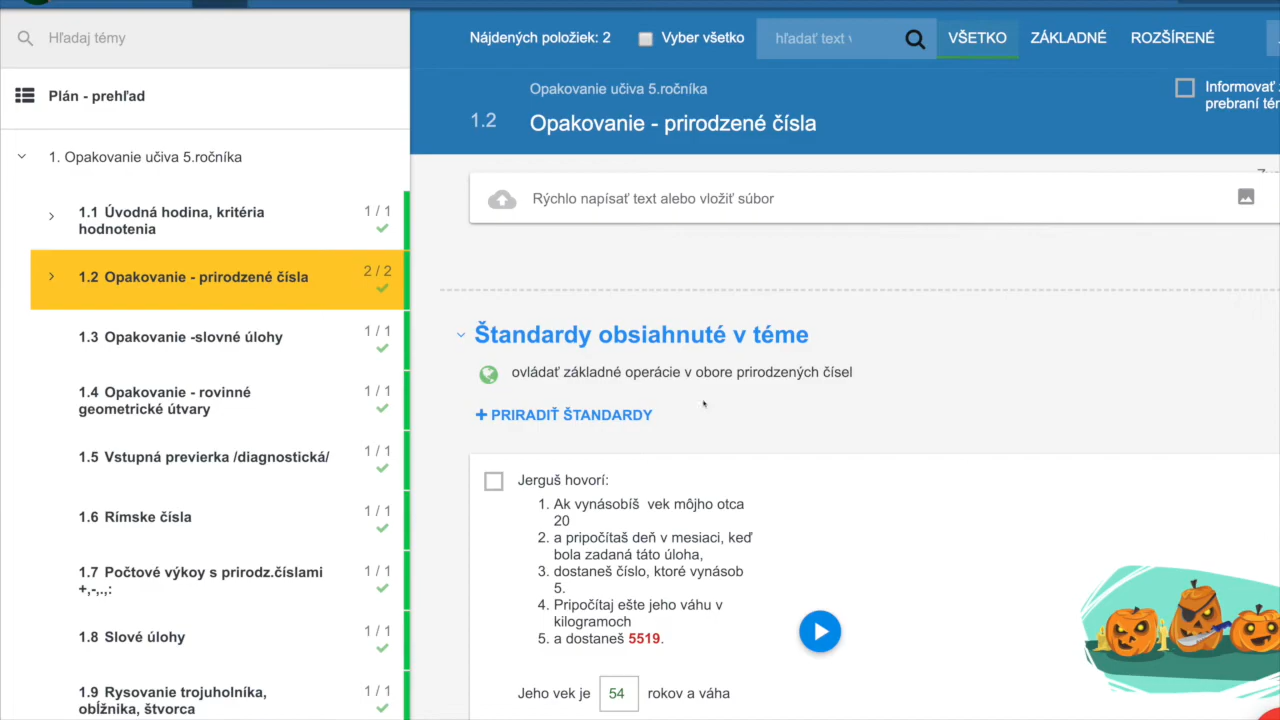 Hľadaj témy
Plán - prehľad
1. Opakovanie učiva 5.ročníka
1.1 Úvodná hodina, kritéria
hodnotenia
1 / 1
1.2 Opakovanie - prirodzené čísla
2 / 2
1.3 Opakovanie -slovné úlohy
1 / 1
1.4 Opakovanie - rovinné
geometrické útvary
1 / 1
1.5 Vstupná previerka /diagnostická/
1 / 1
1.6 Rímske čísla
1 / 1
1.7 Počtové výkoy s prirodz.číslami
+,-,.,:
1 / 1
1.8 Slové úlohy
1 / 1
1.9 Rysovanie trojuholníka,
obĺžnika, štvorca
1 / 1
Nájdených položiek: 2
Vyber všetko
hľadať text v
VŠETKO
ZÁKLADNÉ
ROZŠÍRENÉ
Opakovanie učiva 5.ročníka
1.2 Opakovanie - prirodzené čísla
Informovať
prebraní tém
Rýchlo napísať text alebo vložiť súbor
Štandardy obsiahnuté v téme
ovládať základné operácie v obore prirodzených čísel
+ PRIRADIŤ ŠTANDARDY
Jerguš hovorí:
1. Ak vynásobíš vek môjho otca
20
2. a pripočítaš deň v mesiaci, keď
bola zadaná táto úloha,
3. dostaneš číslo, ktoré vynásob
5.
4. Pripočítaj ešte jeho váhu v
kilogramoch
5. a dostaneš 5519.
Jeho vek je 54 rokov a váha